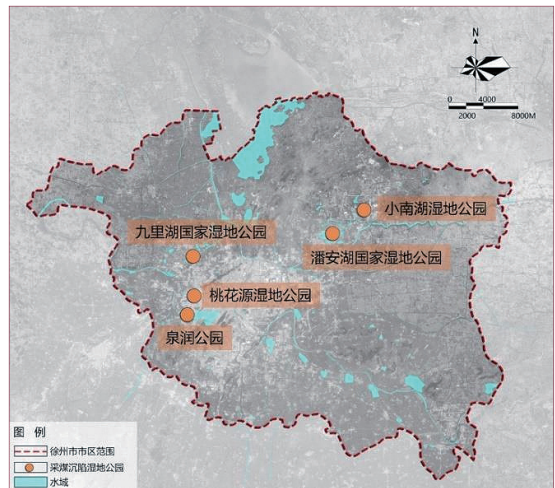 N
0 4000
2000 8000M
小南湖湿地公园
九里湖国家湿地公园
潘安湖国家湿地公园
桃花源湿地公园
泉润公园
图 例
徐州市市区范围
采煤沉陷湿地公园
水域